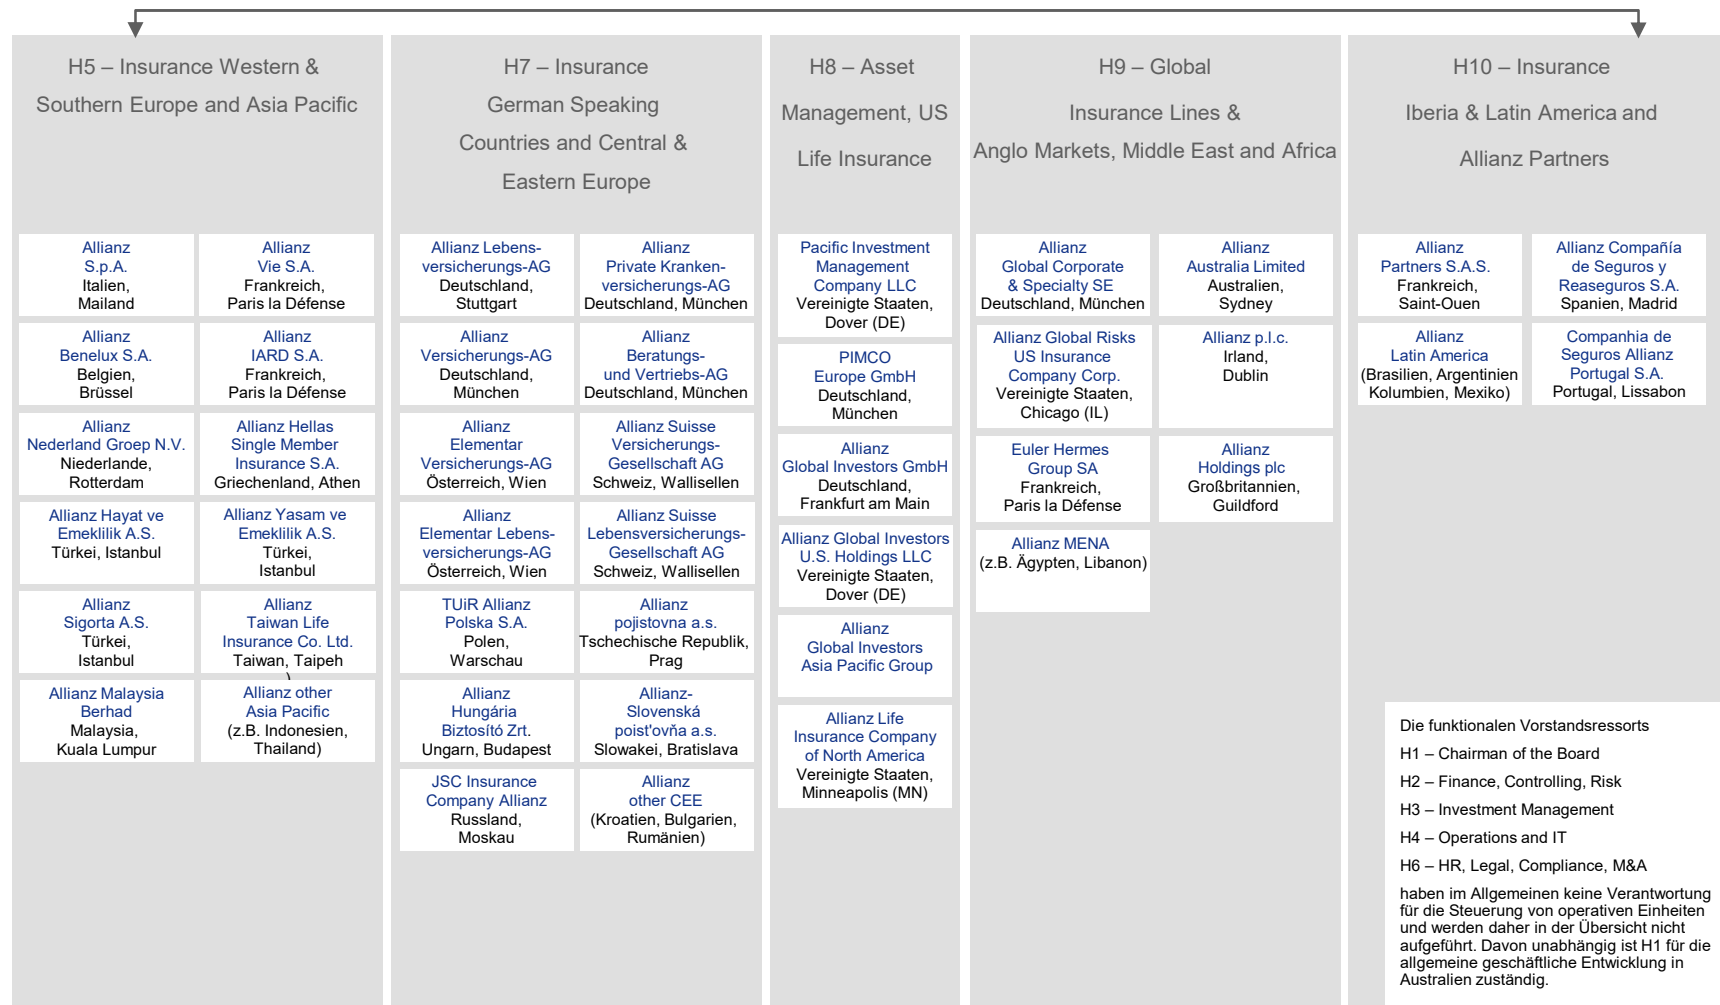 H5 – Insurance Western &
Southern Europe and Asia Pacific
Allianz
S.p.A.
Italien,
Mailand
Allianz
Vie S.A.
Frankreich,
Paris la Défense
Allianz
Benelux S.A.
Belgien,
Brüssel
Allianz
IARD S.A.
Frankreich,
Paris la Défense
Allianz
Nederland Groep N.V.
Niederlande,
Rotterdam
Allianz Hellas
Single Member
Insurance S.A.
Griechenland, Athen
Allianz Hayat ve
Emeklilik A.S.
Türkei, Istanbul
Allianz Yasam ve
Emeklilik A.S.
Türkei,
Istanbul
Allianz
Sigorta A.S.
Türkei,
Istanbul
Allianz
Taiwan Life
Insurance Co. Ltd.
Taiwan, Taipeh
)
Allianz Malaysia
Berhad
Malaysia,
Kuala Lumpur
Allianz other
Asia Pacific
(z.B. Indonesien,
Thailand)
H7 – Insurance
German Speaking
Countries and Central &
Eastern Europe
Allianz Lebens-
versicherungs-AG
Deutschland,
Stuttgart
Allianz
Private Kranken-
versicherungs-AG
Deutschland, München
Allianz
Versicherungs-AG
Deutschland,
München
Allianz
Beratungs-
und Vertriebs-AG
Deutschland, München
Allianz
Elementar
Versicherungs-AG
Österreich, Wien
Allianz Suisse
Versicherungs-
Gesellschaft AG
Schweiz, Wallisellen
Allianz
Elementar Lebens-
versicherungs-AG
Österreich, Wien
Allianz Suisse
Lebensversicherungs-
Gesellschaft AG
Schweiz, Wallisellen
TUiR Allianz
Polska S.A.
Polen,
Warschau
Allianz
pojistovna a.s.
Tschechische Republik,
Prag
Allianz
Hungária
Biztosító Zrt.
Ungarn, Budapest
Allianz-
Slovenská
poist'ovňa a.s.
Slowakei, Bratislava
JSC Insurance
Company Allianz
Russland,
Moskau
Allianz
other CEE
(Kroatien, Bulgarien,
Rumänien)
H8 – Asset
Management, US
Life Insurance
Pacific Investment
Management
Company LLC
Vereinigte Staaten,
Dover (DE)
PIMCO
Europe GmbH
Deutschland,
München
Allianz
Global Investors GmbH
Deutschland,
Frankfurt am Main
Allianz Global Investors
U.S. Holdings LLC
Vereinigte Staaten,
Dover (DE)
Allianz
Global Investors
Asia Pacific Group
Allianz Life
Insurance Company
of North America
Vereinigte Staaten,
Minneapolis (MN)
H9 – Global
Insurance Lines &
Anglo Markets, Middle East and Africa
Allianz
Global Corporate
& Specialty SE
Deutschland, München
Allianz
Australia Limited
Australien,
Sydney
Allianz Global Risks
US Insurance
Company Corp.
Vereinigte Staaten,
Chicago (IL)
Allianz p.l.c.
Irland,
Dublin
Euler Hermes
Group SA
Frankreich,
Paris la Défense
Allianz
Holdings plc
Großbritannien,
Guildford
Allianz MENA
(z.B. Ägypten, Libanon)
H10 – Insurance
Iberia & Latin America and
Allianz Partners
Allianz
Partners S.A.S.
Frankreich,
Saint-Ouen
Allianz Compañía
de Seguros y
Reaseguros S.A.
Spanien, Madrid
Allianz
Latin America
(Brasilien, Argentinien
Kolumbien, Mexiko)
Companhia de
Seguros Allianz
Portugal S.A.
Portugal, Lissabon
Die funktionalen Vorstandsressorts
H1 – Chairman of the Board
H2 – Finance, Controlling, Risk
H3 – Investment Management
H4 – Operations and IT
H6 – HR, Legal, Compliance, M&A
haben im Allgemeinen keine Verantwortung
für die Steuerung von operativen Einheiten
und werden daher in der Übersicht nicht
aufgeführt. Davon unabhängig ist H1 für die
allgemeine geschäftliche Entwicklung in
Australien zuständig.